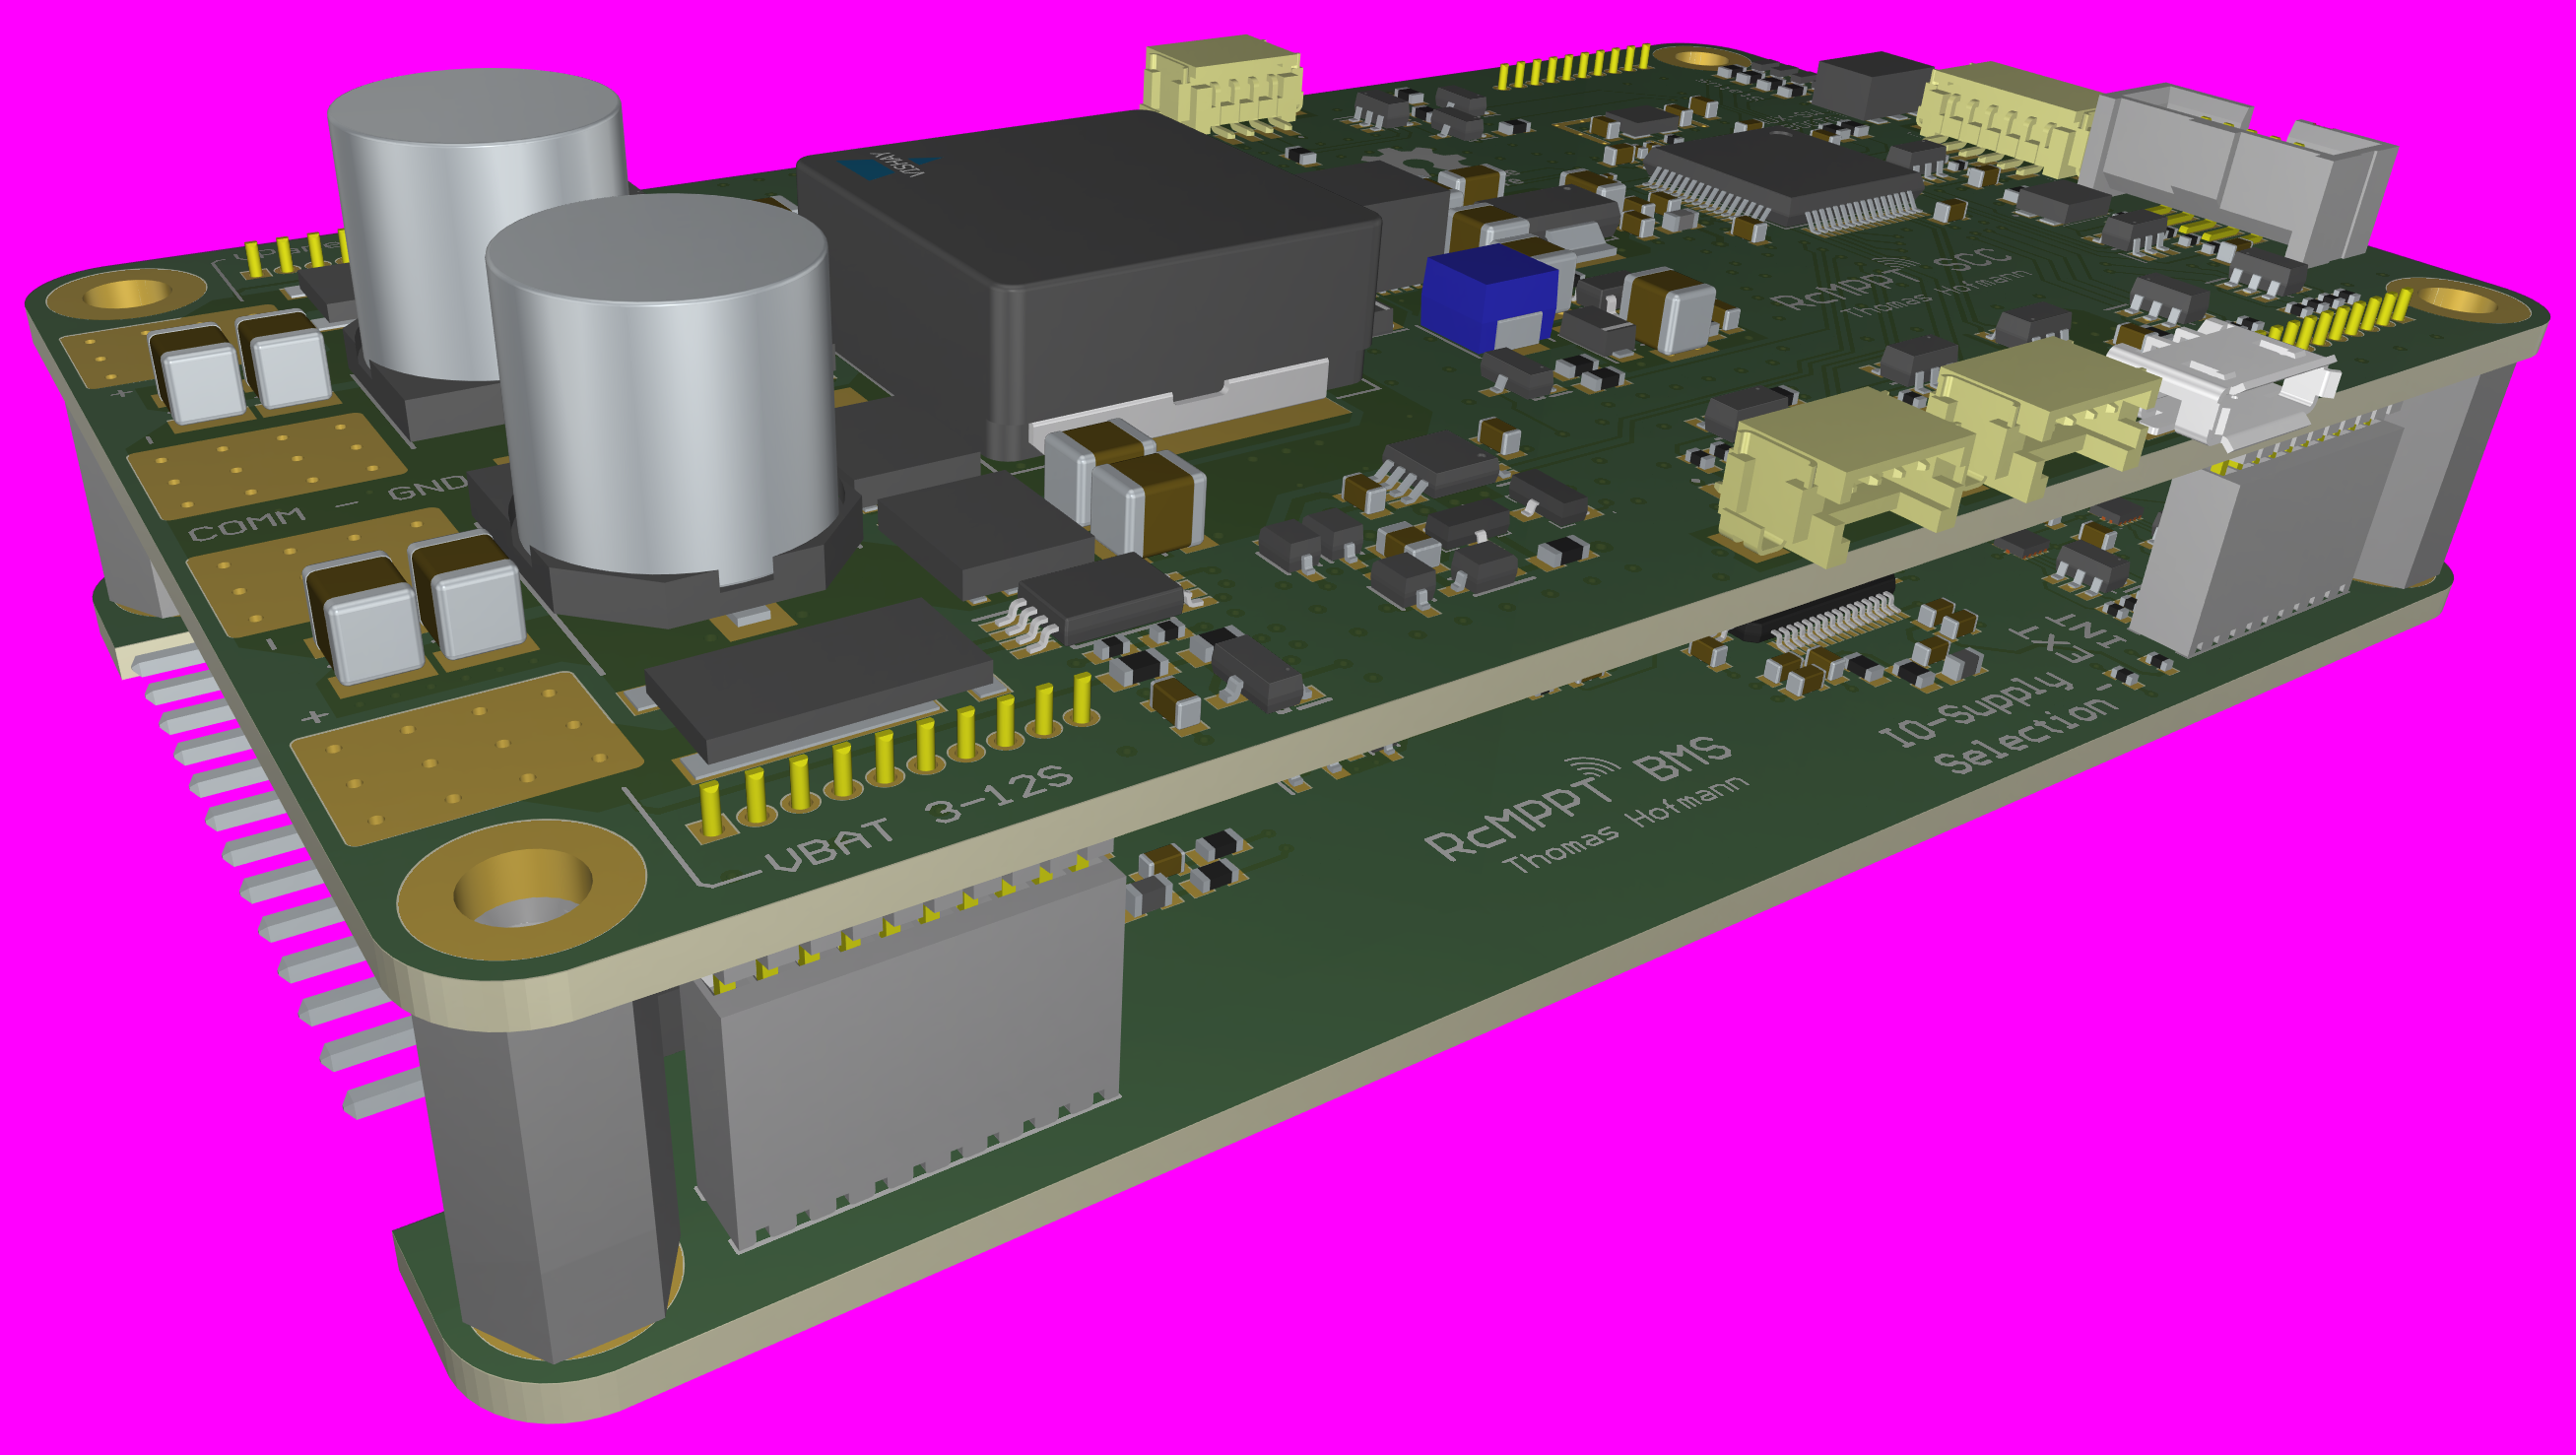 VISHAY
RcMPPT SCC
Thomas Hofmann
COMM - GND
+
-
-
+
VBAT 3-12S
RcMPPT BMS
Thomas Hofmann
EXT
INT
IO-Supply
Selection